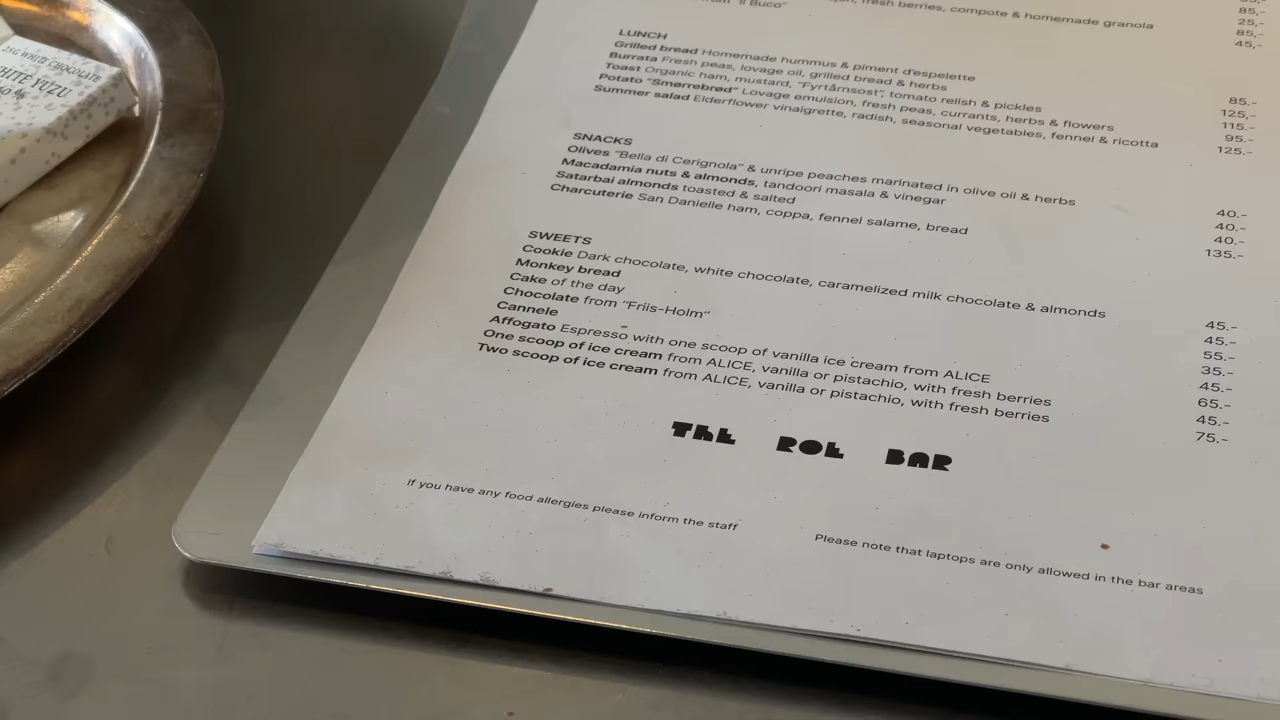 fresh berries, compote & homemade granola
from "Il Buco"
85,-
25,-
85,-
45,-
LUNCH
Grilled bread Homemade hummus & piment d'espelette 85.-
Burrata Fresh peas, lovage oil, grilled bread & herbs 125,-
Toast Organic ham, mustard, "Fyrtårnsost", tomato relish & pickles 115.-
Potato "Smørrebrød" Lovage emulsion, fresh peas, currants, herbs & flowers 95.-
Summer salad Elderflower vinaigrette, radish, seasonal vegetables, fennel & ricotta 125.-
SNACKS
Olives "Bella di Cerignola" & unripe peaches marinated in olive oil & herbs 40.-
Macadamia nuts & almonds, tandoori masala & vinegar 40.-
Satarbai almonds toasted & salted 40.-
Charcuterie San Danielle ham, coppa, fennel salame, bread 135.-
SWEETS
Cookie Dark chocolate, white chocolate, caramelized milk chocolate & almonds 45.-
Monkey bread 45.-
Cake of the day 55.-
Chocolate from "Friis-Holm" 35.-
Cannele 45.-
Affogato Espresso with one scoop of vanilla ice cream from ALICE 65.-
One scoop of ice cream from ALICE, vanilla or pistachio, with fresh berries 45.-
Two scoop of ice cream from ALICE, vanilla or pistachio, with fresh berries 75.-
THE ROE BAR
If you have any food allergies please inform the staff
Please note that laptops are only allowed in the bar areas
25G WHITE CHOCOLATE
WHITE YUZU